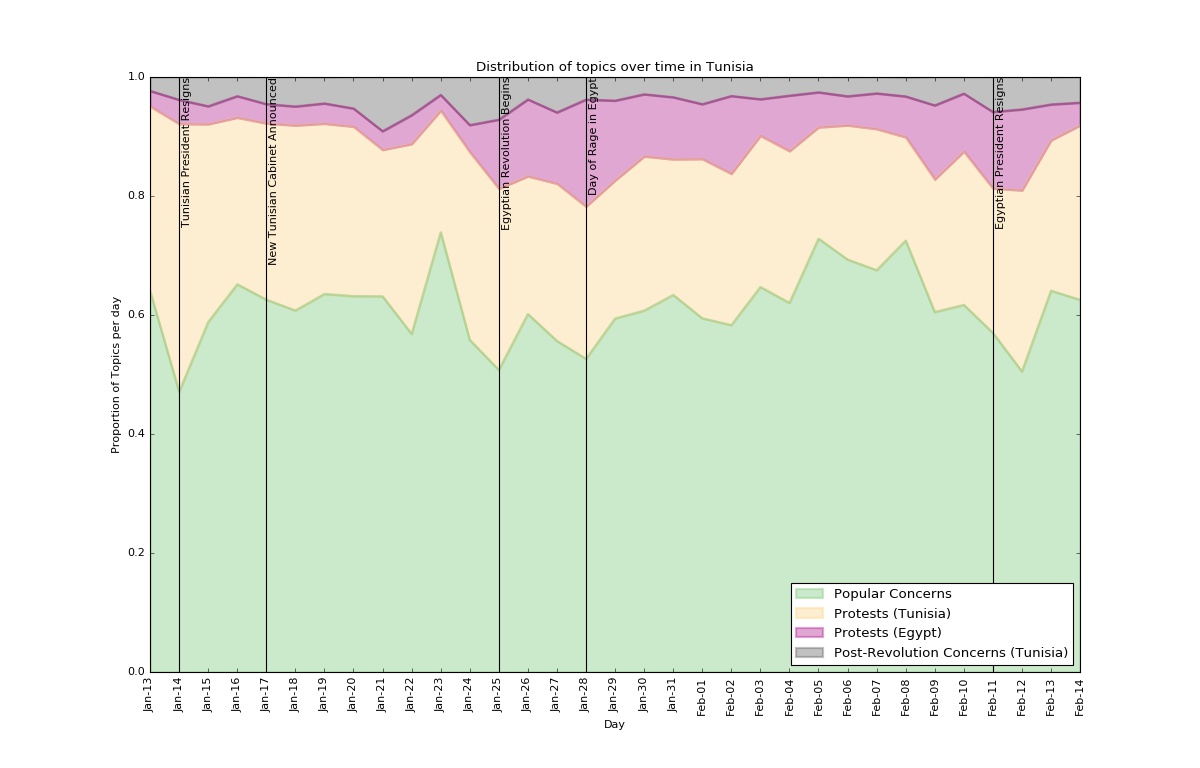 Distribution of topics over time in Tunisia
1.0
0.8
0.6
0.4
0.2
0.0
Proportion of Topics per day
Tunisian President Resigns
New Tunisian Cabinet Announced
Egyptian Revolution Begins
Day of Rage in Egypt
Egyptian President Resigns
Popular Concerns
Protests (Tunisia)
Protests (Egypt)
Post-Revolution Concerns (Tunisia)
Jan-13
Jan-14
Jan-15
Jan-16
Jan-17
Jan-18
Jan-19
Jan-20
Jan-21
Jan-22
Jan-23
Jan-24
Jan-25
Jan-26
Jan-27
Jan-28
Jan-29
Jan-30
Jan-31
Feb-01
Feb-02
Feb-03
Feb-04
Feb-05
Feb-06
Feb-07
Feb-08
Feb-09
Feb-10
Feb-11
Feb-12
Feb-13
Feb-14
Day